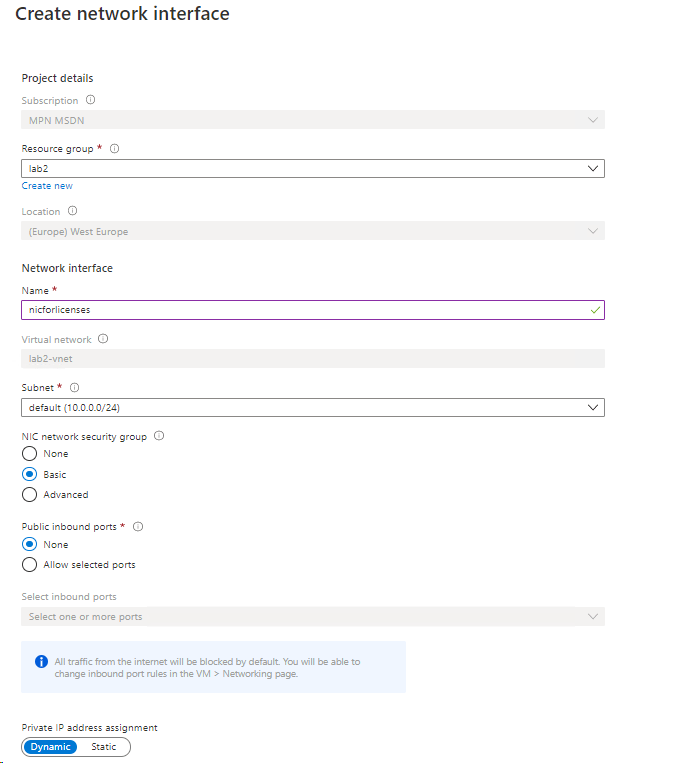 Create network interface
Project details
Subscription
MPN MSDN
Resource group *
lab2
Create new
Location
(Europe) West Europe
Network interface
Name *
nicforlicenses
Virtual network
lab2-vnet
Subnet *
default (10.0.0.0/24)
NIC network security group
None
Basic
Advanced
Public inbound ports *
None
Allow selected ports
Select inbound ports
Select one or more ports
All traffic from the internet will be blocked by default. You will be able to
change inbound port rules in the VM > Networking page.
Private IP address assignment
Dynamic Static